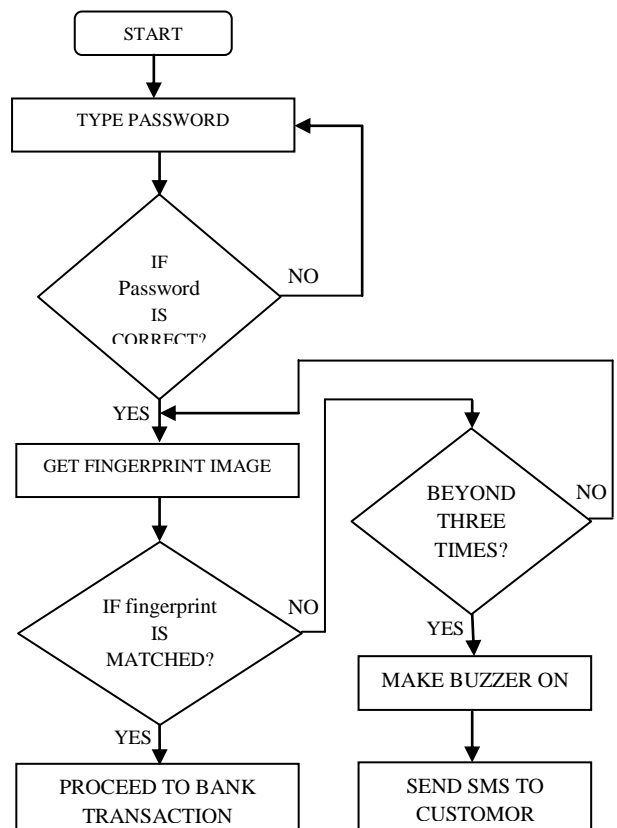 START
TYPE PASSWORD
IF
Password
IS
CORRECT?
NO
YES
GET FINGERPRINT IMAGE
IF fingerprint
IS
MATCHED?
NO
YES
PROCEED TO BANK
TRANSACTION
BEYOND
THREE
TIMES?
NO
YES
MAKE BUZZER ON
SEND SMS TO
CUSTOMOR